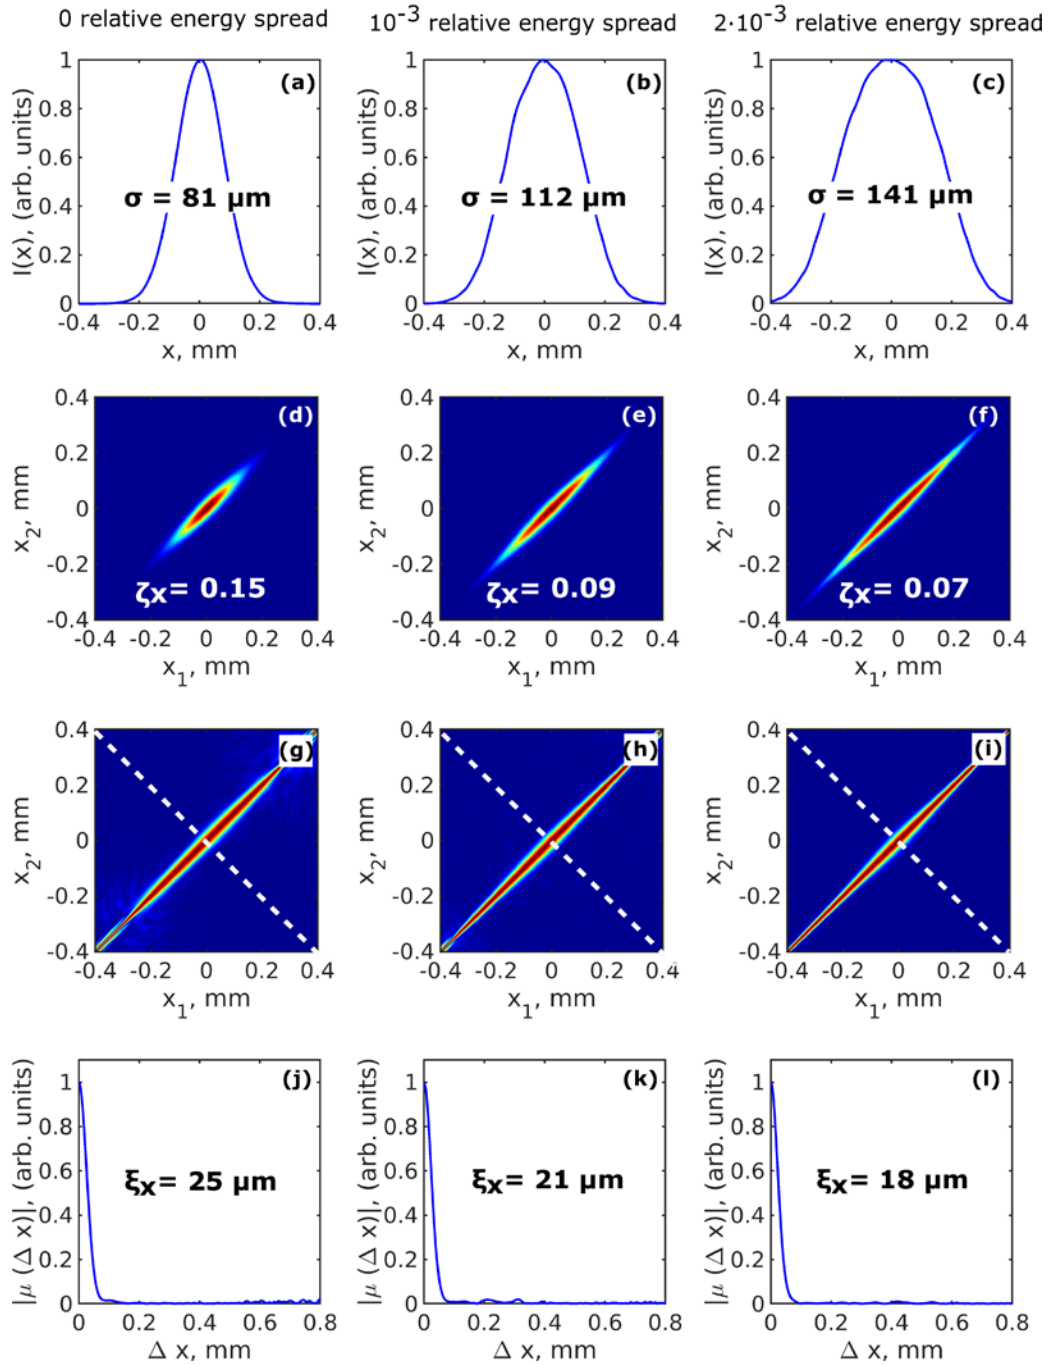 0 relative energy spread
10⁻³ relative energy spread
2·10⁻³ relative energy spread
I(x), (arb. units)
1
0.8
0.6
0.4
0.2
0
(a)
σ = 81 µm
-0.4 -0.2 0 0.2 0.4
x, mm
I(x), (arb. units)
1
0.8
0.6
0.4
0.2
0
(b)
σ = 112 µm
-0.4 -0.2 0 0.2 0.4
x, mm
I(x), (arb. units)
1
0.8
0.6
0.4
0.2
0
(c)
σ = 141 µm
-0.4 -0.2 0 0.2 0.4
x, mm
x₂, mm
0.4
0.2
0
-0.2
-0.4
(d)
ζx= 0.15
-0.4 -0.2 0 0.2 0.4
x₁, mm
x₂, mm
0.4
0.2
0
-0.2
-0.4
(e)
ζx= 0.09
-0.4 -0.2 0 0.2 0.4
x₁, mm
x₂, mm
0.4
0.2
0
-0.2
-0.4
(f)
ζx= 0.07
-0.4 -0.2 0 0.2 0.4
x₁, mm
x₂, mm
0.4
0.2
0
-0.2
-0.4
(g)
-0.4 -0.2 0 0.2 0.4
x₁, mm
x₂, mm
0.4
0.2
0
-0.2
-0.4
(h)
-0.4 -0.2 0 0.2 0.4
x₁, mm
x₂, mm
0.4
0.2
0
-0.2
-0.4
(i)
-0.4 -0.2 0 0.2 0.4
x₁, mm
|μ (Δ x)|, (arb. units)
1
0.8
0.6
0.4
0.2
0
(j)
ξx= 25 µm
0 0.2 0.4 0.6 0.8
Δ x, mm
|μ (Δ x)|, (arb. units)
1
0.8
0.6
0.4
0.2
0
(k)
ξx= 21 µm
0 0.2 0.4 0.6 0.8
Δ x, mm
|μ (Δ x)|, (arb. units)
1
0.8
0.6
0.4
0.2
0
(l)
ξx= 18 µm
0 0.2 0.4 0.6 0.8
Δ x, mm